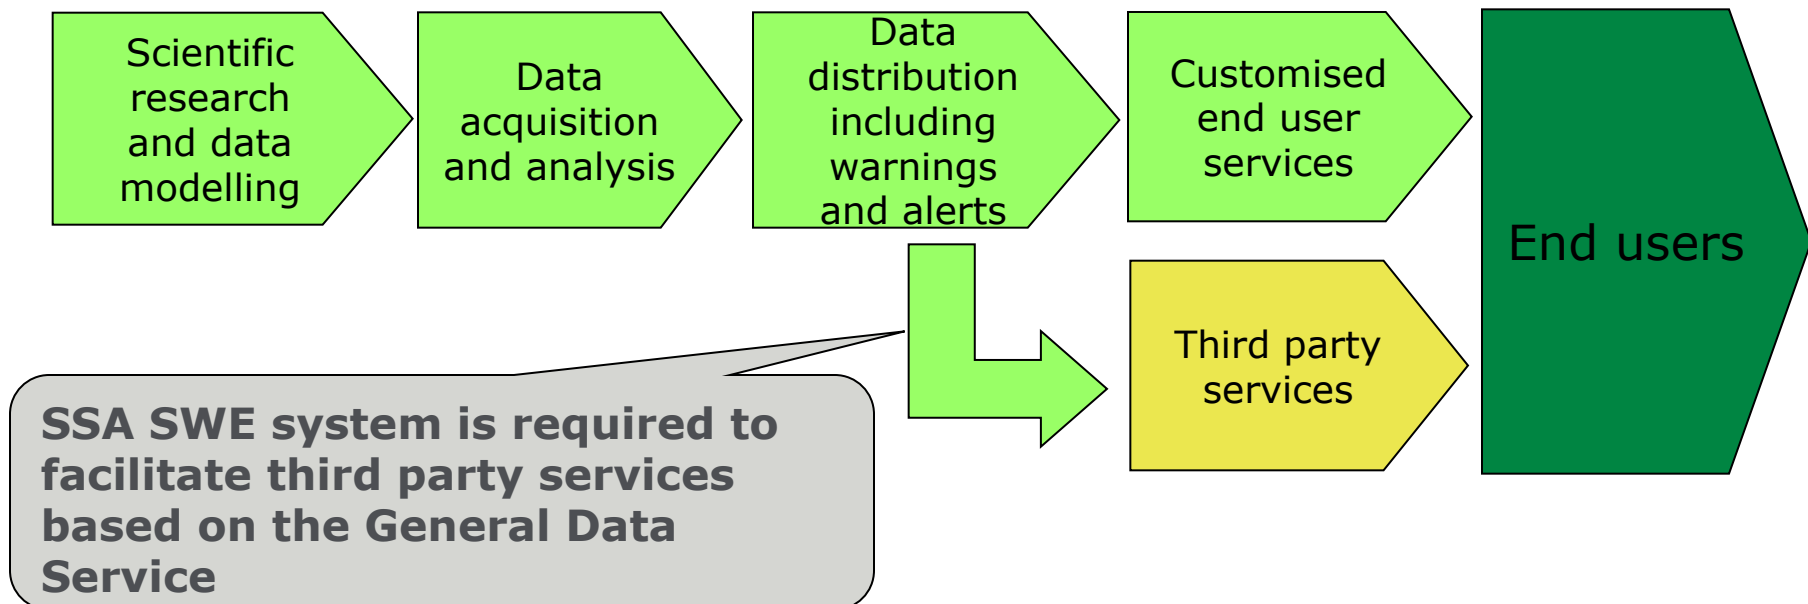 Scientific
research
and data
modelling
Data
acquisition
and analysis
Data
distribution
including
warnings
and alerts
Customised
end user
services
End users
Third party
services
SSA SWE system is required to
facilitate third party services
based on the General Data
Service